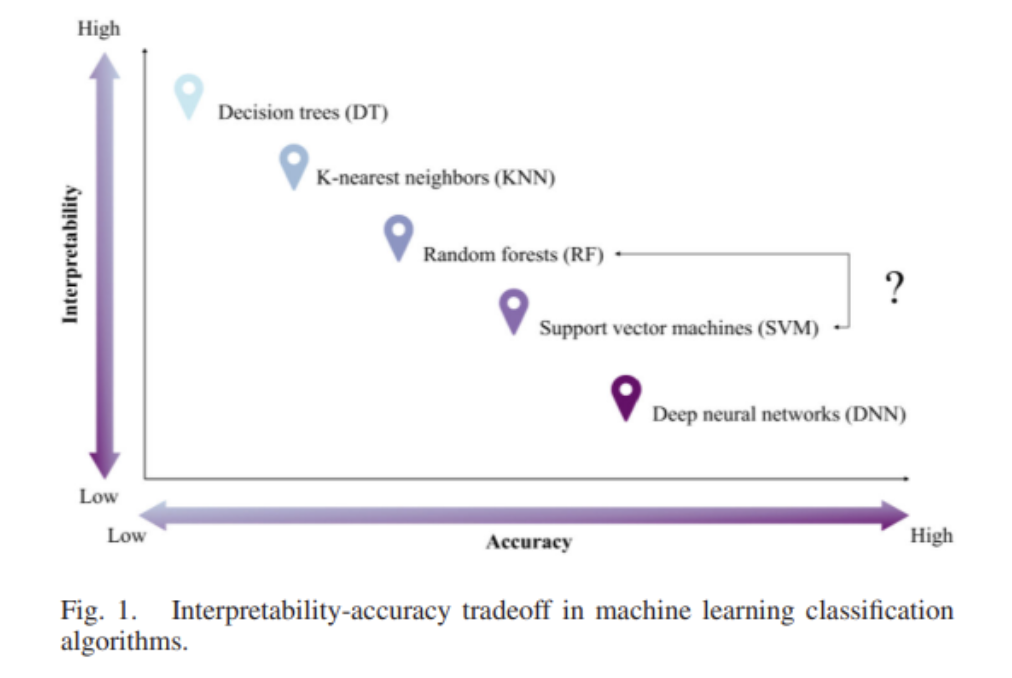 High
Decision trees (DT)
K-nearest neighbors (KNN)
Interpretability
Random forests (RF)
?
Support vector machines (SVM)
Deep neural networks (DNN)
Low
Low
Accuracy
High
Fig. 1. Interpretability-accuracy tradeoff in machine learning classification
algorithms.